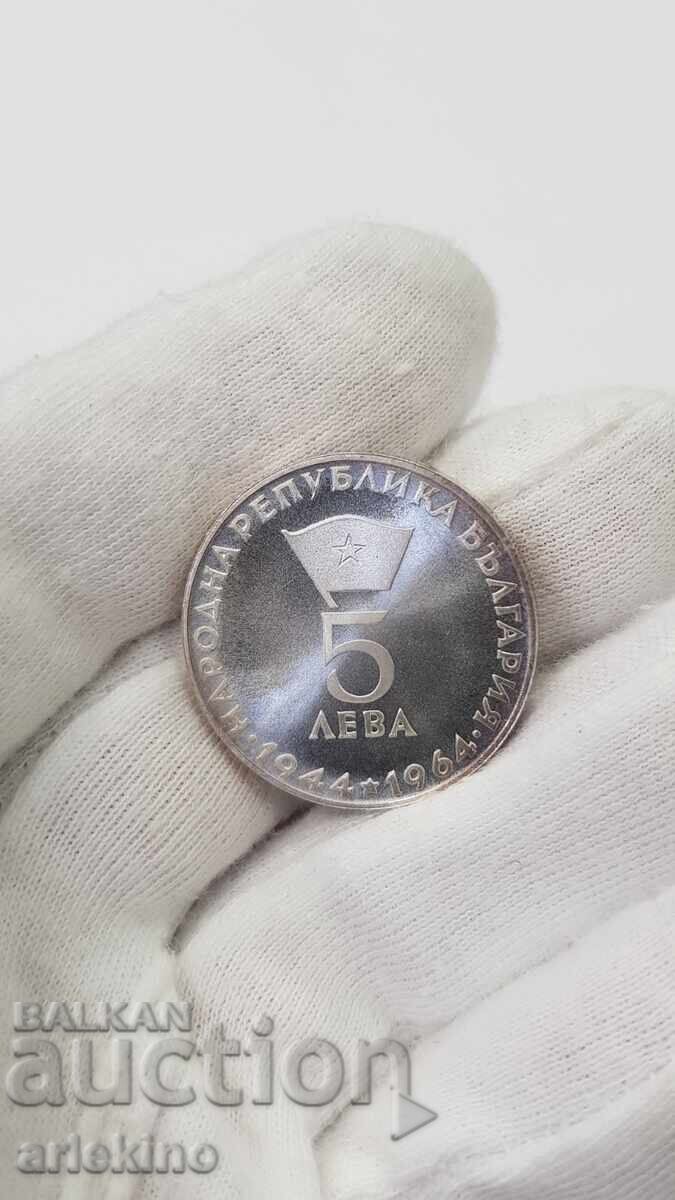 НАРОДНА РЕПУБЛИКА БЪЛГАРИЯ
5
ЛЕВА
· 1944 ★ 1964 ·
BALKAN
auction
arlekino